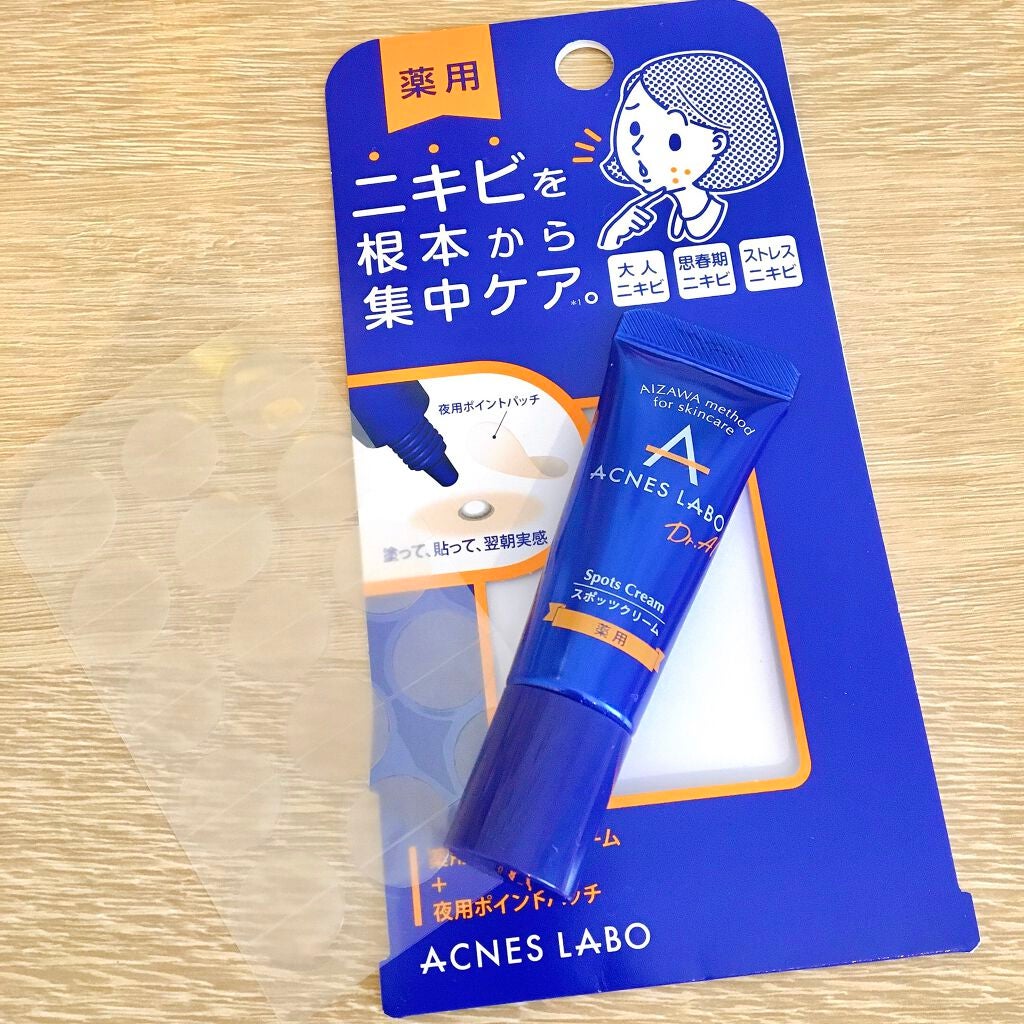 薬用
ニキビを
根本から
集中ケア。
*1
大人
ニキビ
思春期
ニキビ
ストレス
ニキビ
夜用ポイントパッチ
塗って、貼って、翌朝実感
AIZAWA method
for skincare
A
ACNES LABO
Dr.A
Spots Cream
スポッツクリーム
薬用
ーム
+
夜用ポイントパッチ
ACNES LABO